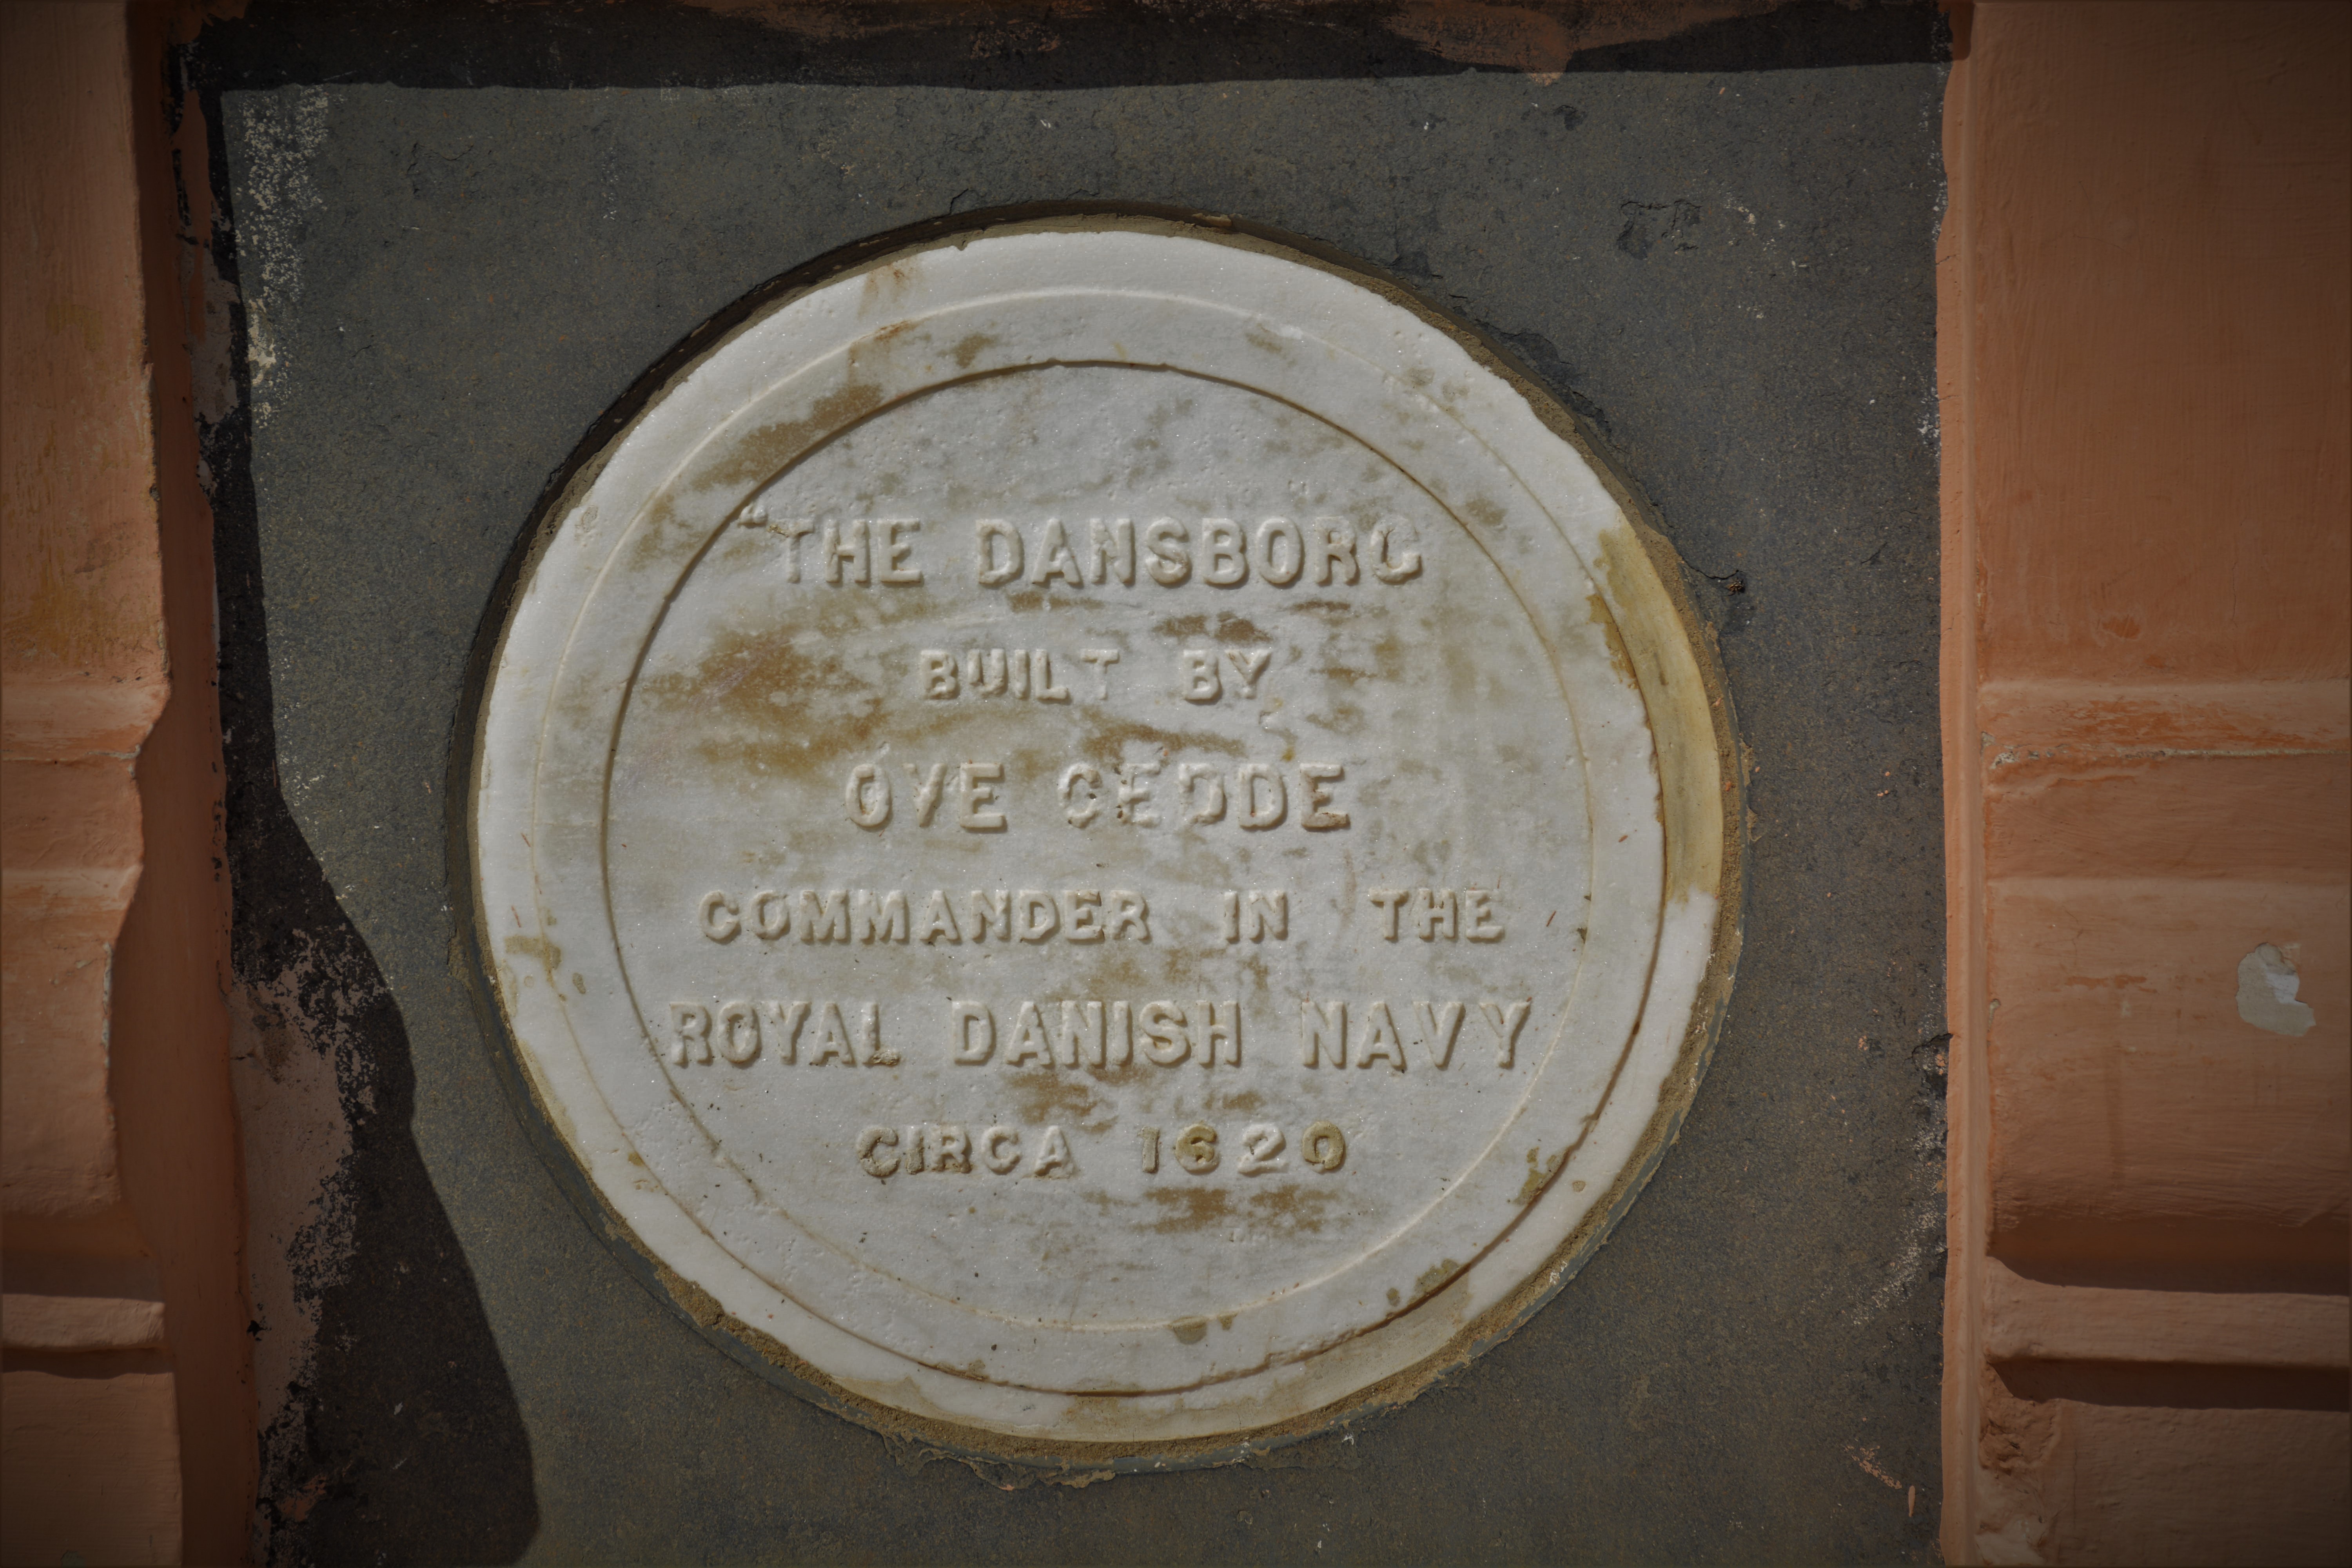 "THE DANSBORG
BUILT BY
OVE GEDDE
COMMANDER IN THE
ROYAL DANISH NAVY
CIRCA 1620